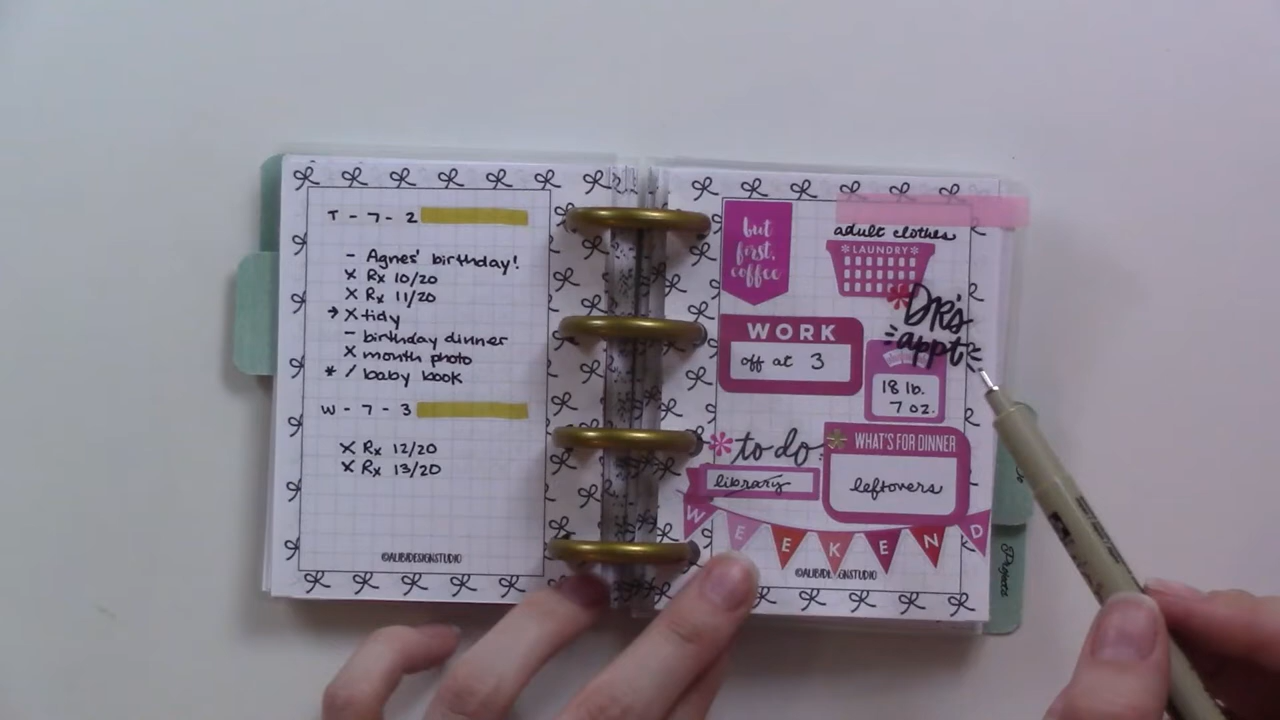 T - 7 - 2
- Agnes' birthday!
X Rx 10/20
X Rx 11/20
→ X tidy
- birthday dinner
X month photo
* / baby book
W - 7 - 3
X Rx 12/20
X Rx 13/20
©ALIBIDESIGNSTUDIO
but
first,
coffee
adult clothes
*LAUNDRY*
DR's
appt
WORK
off at 3
18 lb.
7 oz.
*to do:
library
WHAT'S FOR DINNER
leftovers
WEEKEND
©ALIBIDESIGNSTUDIO
Projects